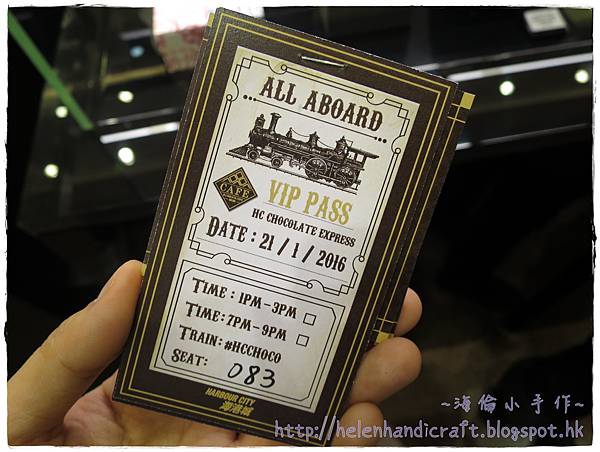 ...ALL ABOARD...
CAFE
VIP PASS
HC CHOCOLATE EXPRESS
DATE: 21/1/2016
TIME: 1PM-3PM
TIME: 7PM-9PM
TRAIN: #HCCHOCO
SEAT: 083
HARBOUR CITY
海港城
~海倫小手作~
http://helenhandicraft.blogspot.hk